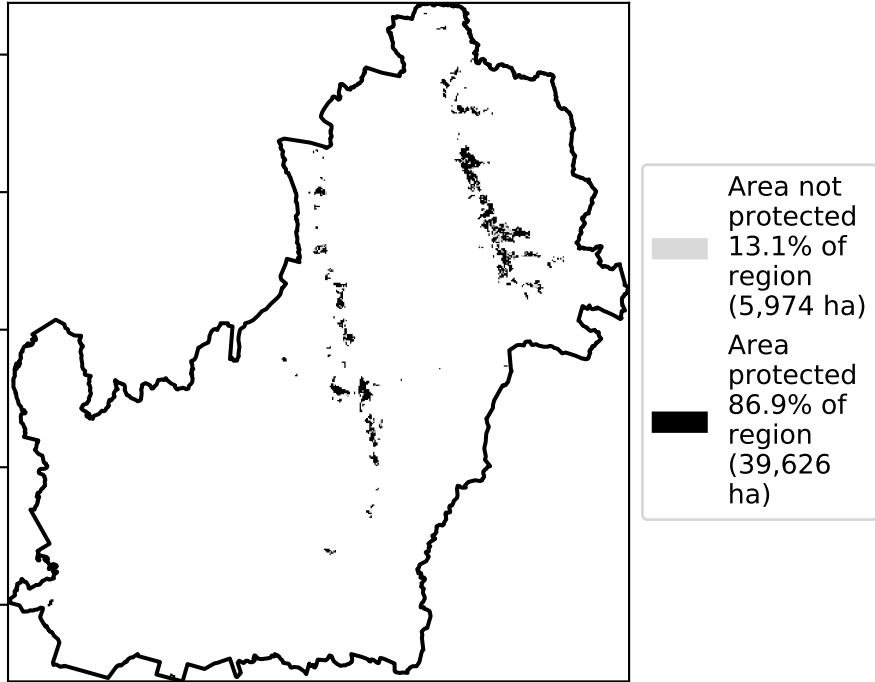 Area not
protected
13.1% of
region
(5,974 ha)
Area
protected
86.9% of
region
(39,626
ha)